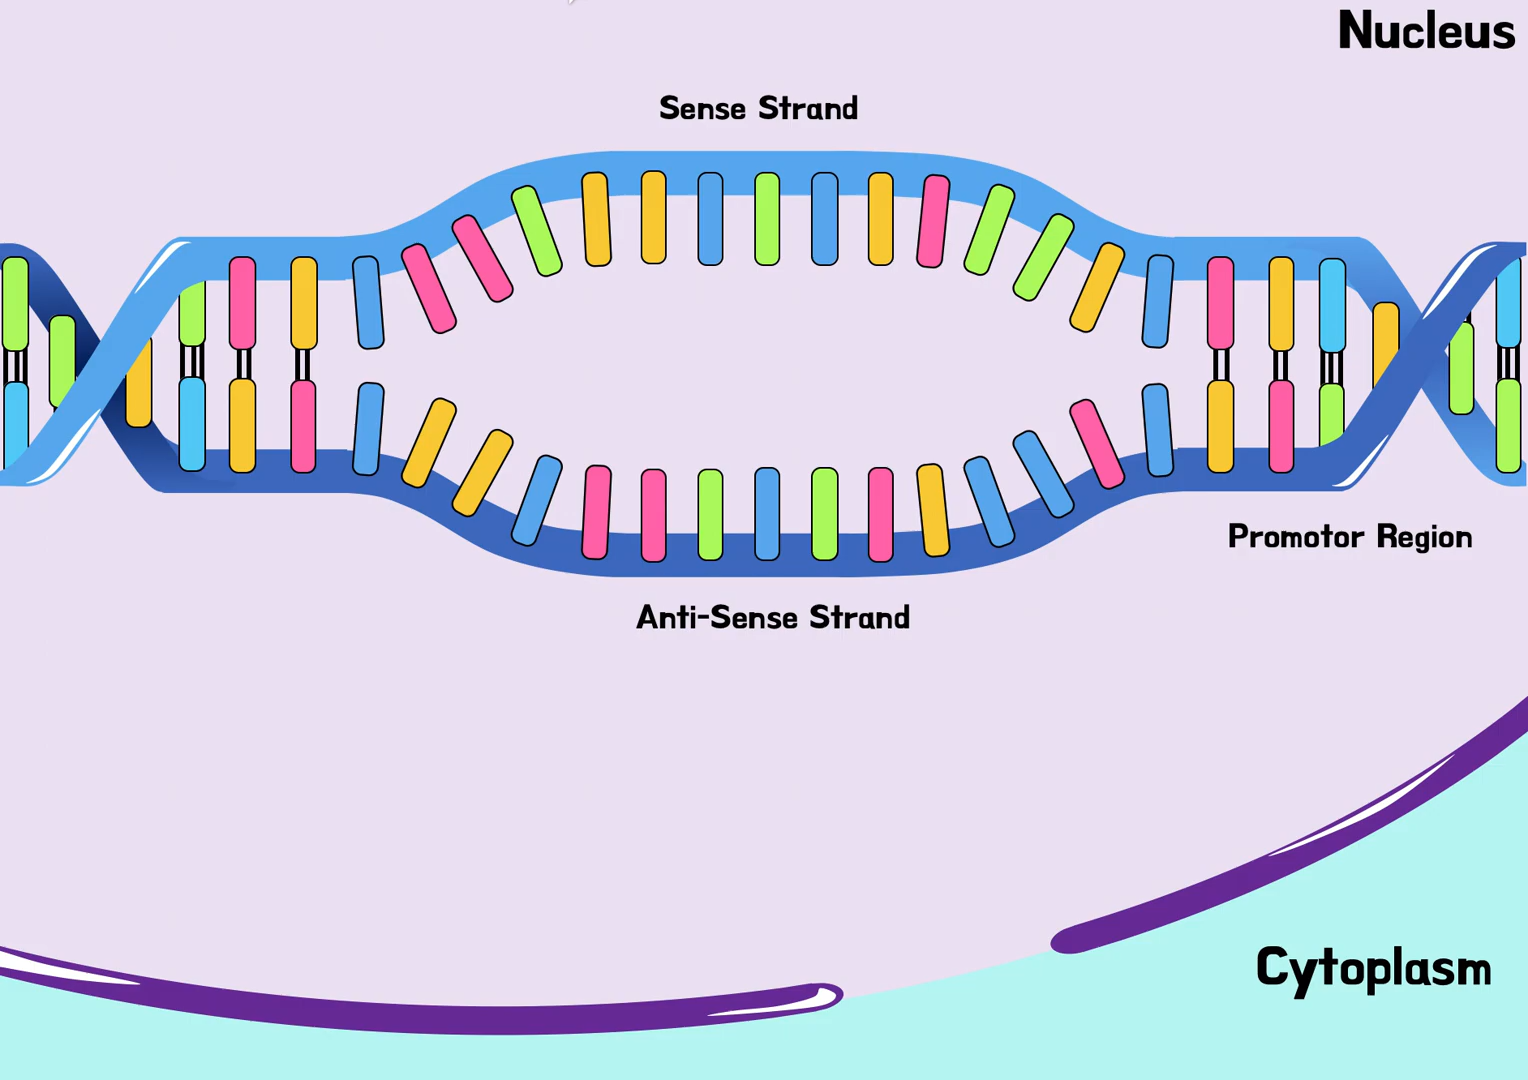 Nucleus
Sense Strand
Promotor Region
Anti-Sense Strand
Cytoplasm